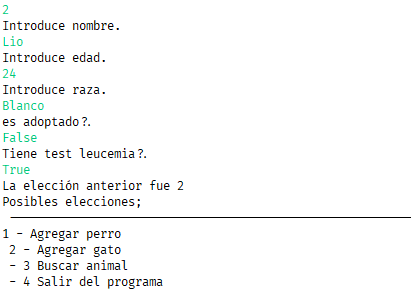 2
Introduce nombre.
Lio
Introduce edad.
24
Introduce raza.
Blanco
es adoptado?.
False
Tiene test leucemia?.
True
La elección anterior fue 2
Posibles elecciones;
1 - Agregar perro
2 - Agregar gato
- 3 Buscar animal
- 4 Salir del programa